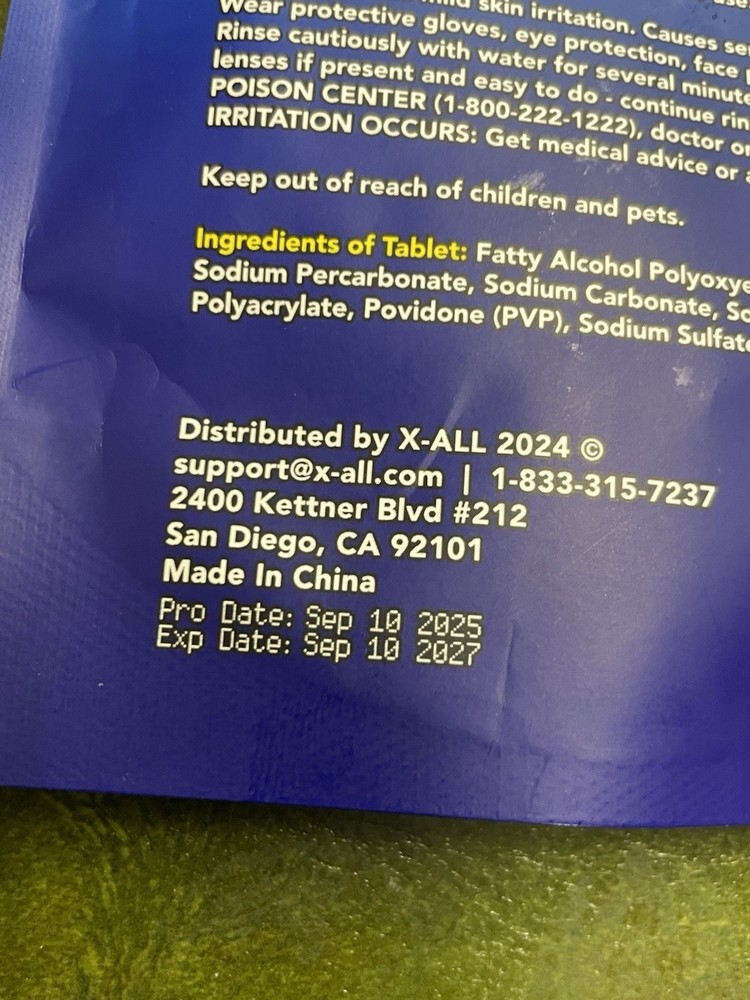 skin irritation. Causes
Wear protective gloves, eye protection, face
Rinse cautiously with water for several
lenses if present and easy to do - continue
POISON CENTER (1-800-222-1222), doctor or
IRRITATION OCCURS: Get medical advice or
Keep out of reach of children and pets.
Ingredients of Tablet: Fatty Alcohol
Sodium Percarbonate, Sodium Carbonate,
Polyacrylate, Povidone (PVP), Sodium
Distributed by X-ALL 2024 ©
support@x-all.com | 1-833-315-7237
2400 Kettner Blvd #212
San Diego, CA 92101
Made In China
Pro Date: Sep 10 2025
Exp Date: Sep 10 2027